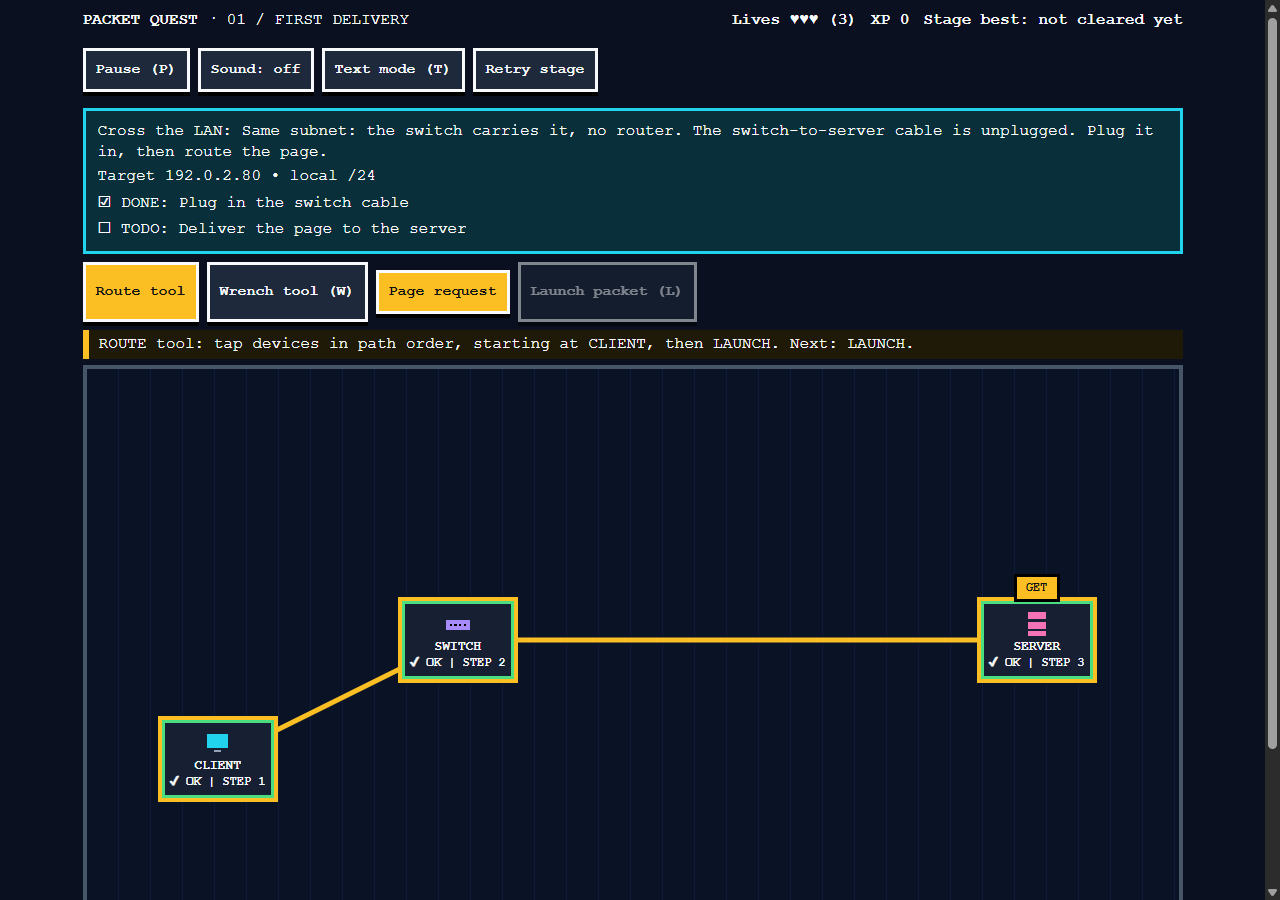 PACKET QUEST · 01 / FIRST DELIVERY
Lives ♥♥♥ (3) XP 0 Stage best: not cleared yet
Pause (P) Sound: off Text mode (T) Retry stage
Cross the LAN: Same subnet: the switch carries it, no router. The switch-to-server cable is unplugged. Plug it
in, then route the page.
Target 192.0.2.80 • local /24
☑ DONE: Plug in the switch cable
☐ TODO: Deliver the page to the server
Route tool Wrench tool (W) Page request Launch packet (L)
ROUTE tool: tap devices in path order, starting at CLIENT, then LAUNCH. Next: LAUNCH.
GET
SWITCH
✔ OK | STEP 2
SERVER
✔ OK | STEP 3
CLIENT
✔ OK | STEP 1